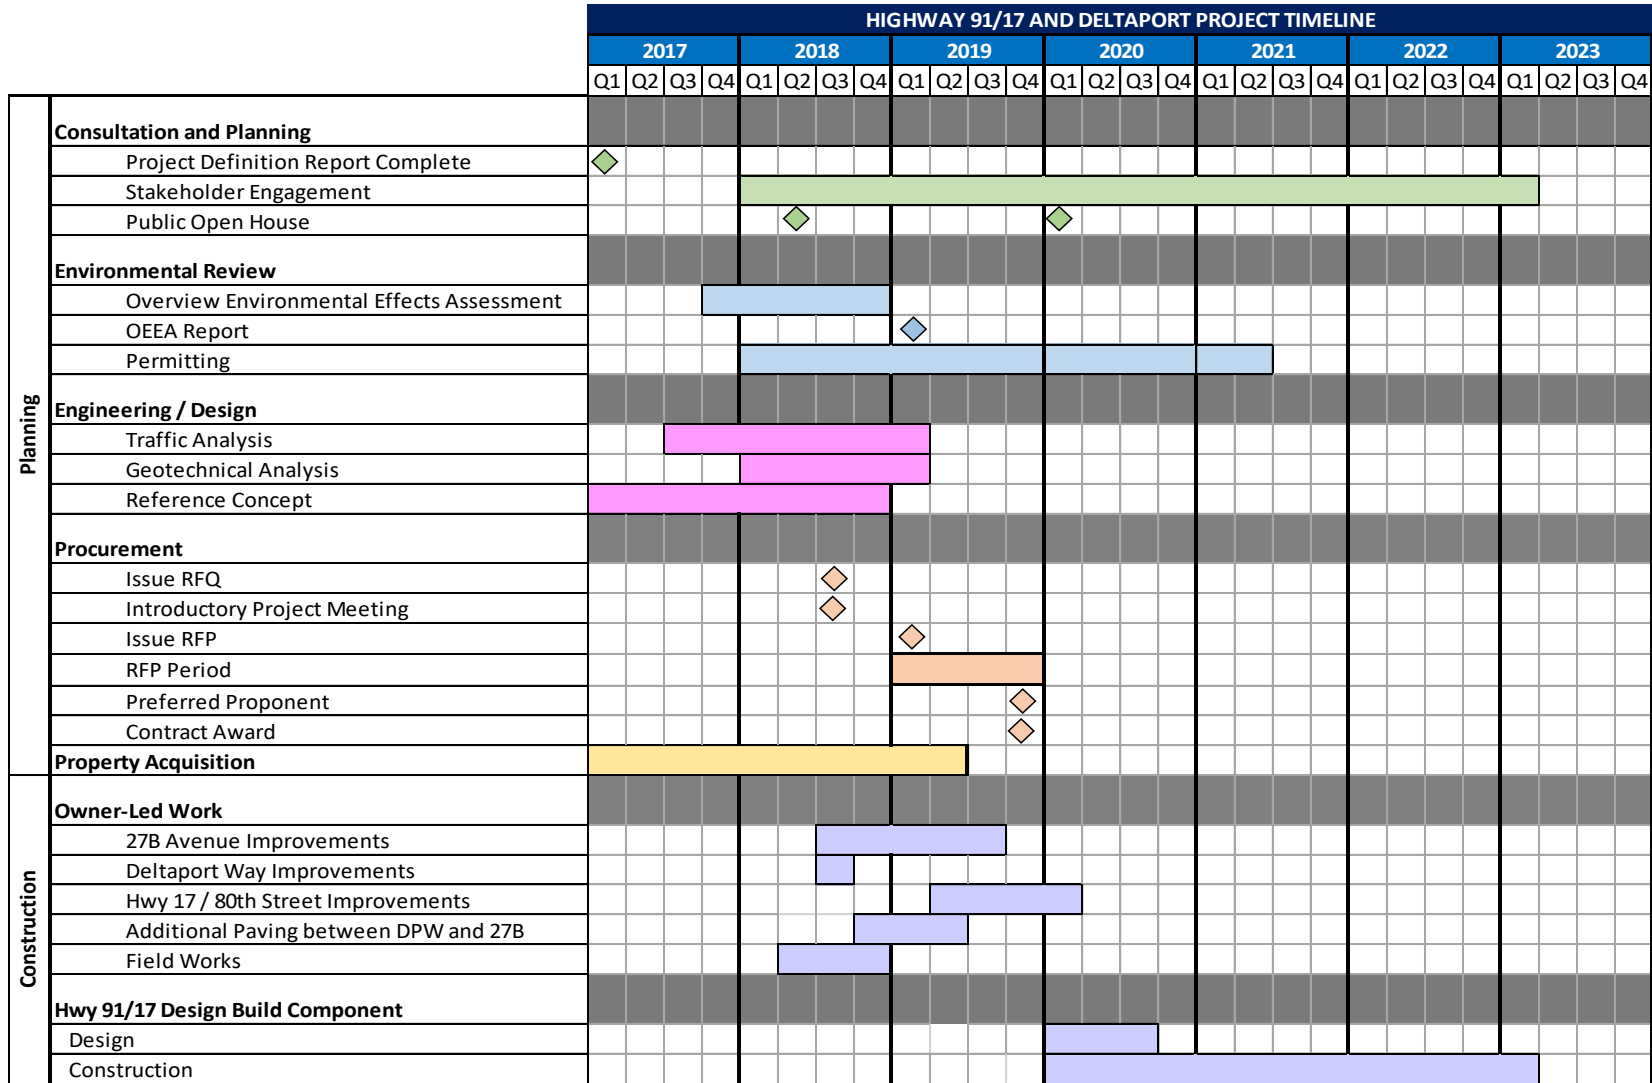 HIGHWAY 91/17 AND DELTAPORT PROJECT TIMELINE
2017 2018 2019 2020 2021 2022 2023
Q1 Q2 Q3 Q4 Q1 Q2 Q3 Q4 Q1 Q2 Q3 Q4 Q1 Q2 Q3 Q4 Q1 Q2 Q3 Q4 Q1 Q2 Q3 Q4 Q1 Q2 Q3 Q4
Planning
Consultation and Planning
Project Definition Report Complete
Stakeholder Engagement
Public Open House
Environmental Review
Overview Environmental Effects Assessment
OEEA Report
Permitting
Engineering / Design
Traffic Analysis
Geotechnical Analysis
Reference Concept
Procurement
Issue RFQ
Introductory Project Meeting
Issue RFP
RFP Period
Preferred Proponent
Contract Award
Property Acquisition
Construction
Owner-Led Work
27B Avenue Improvements
Deltaport Way Improvements
Hwy 17 / 80th Street Improvements
Additional Paving between DPW and 27B
Field Works
Hwy 91/17 Design Build Component
Design
Construction